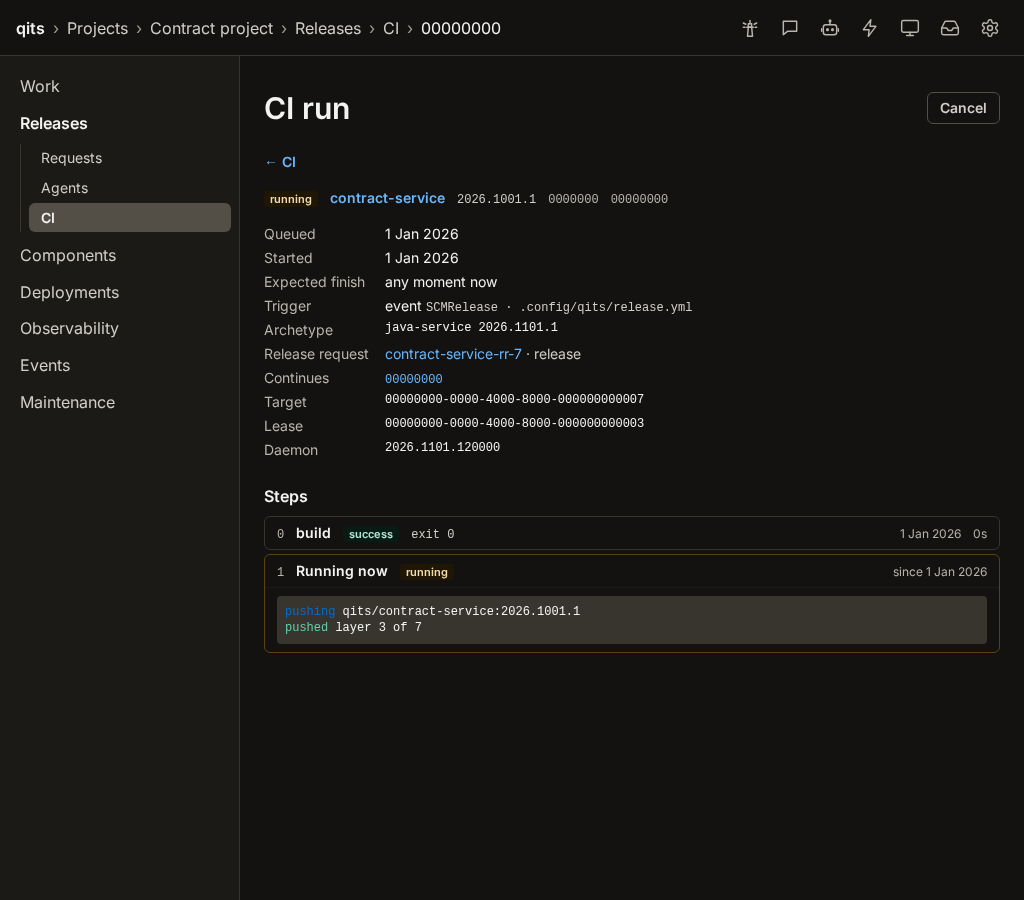 qits › Projects › Contract project › Releases › CI › 00000000
Work
Releases
Requests
Agents
CI
Components
Deployments
Observability
Events
Maintenance
CI run
Cancel
← CI
running contract-service 2026.1001.1 0000000 00000000
Queued 1 Jan 2026
Started 1 Jan 2026
Expected finish any moment now
Trigger event SCMRelease · .config/qits/release.yml
Archetype java-service 2026.1101.1
Release request contract-service-rr-7 · release
Continues 00000000
Target 00000000-0000-4000-8000-000000000007
Lease 00000000-0000-4000-8000-000000000003
Daemon 2026.1101.120000
Steps
0 build success exit 0 1 Jan 2026 0s
1 Running now running since 1 Jan 2026
pushing qits/contract-service:2026.1001.1
pushed layer 3 of 7